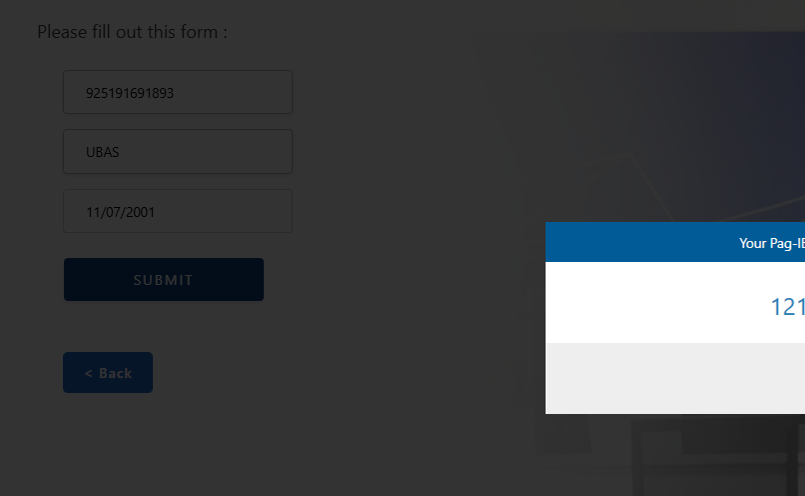 Please fill out this form :
925191691893
UBAS
11/07/2001
SUBMIT
< Back
Your Pag-IB
121